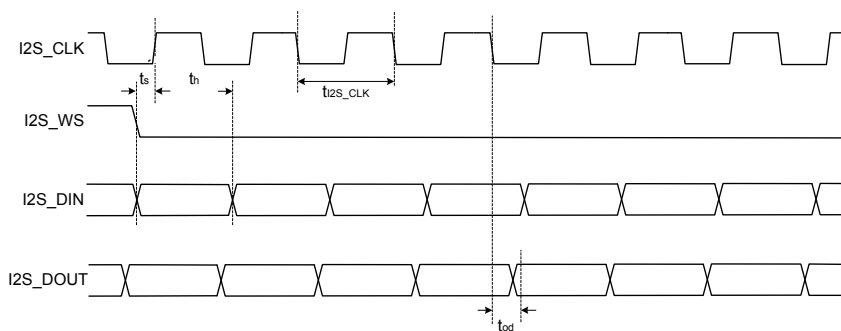 I2S_CLK
ts
th
tI2S_CLK
I2S_WS
I2S_DIN
I2S_DOUT
tod